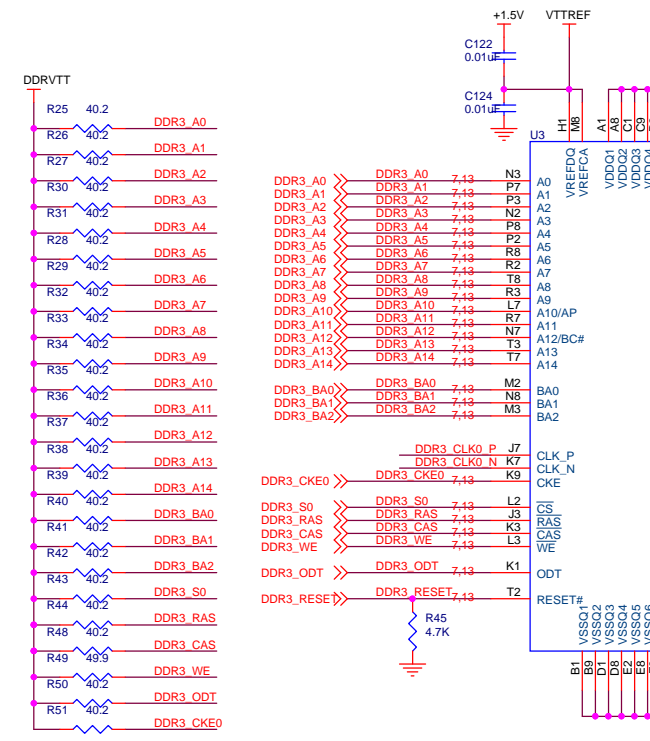 DDRVTT
R25 40.2 DDR3_A0
R26 40.2 DDR3_A1
R27 40.2 DDR3_A2
R30 40.2 DDR3_A3
R31 40.2 DDR3_A4
R28 40.2 DDR3_A5
R29 40.2 DDR3_A6
R32 40.2 DDR3_A7
R33 40.2 DDR3_A8
R34 40.2 DDR3_A9
R35 40.2 DDR3_A10
R36 40.2 DDR3_A11
R37 40.2 DDR3_A12
R38 40.2 DDR3_A13
R39 40.2 DDR3_A14
R40 40.2 DDR3_BA0
R41 40.2 DDR3_BA1
R42 40.2 DDR3_BA2
R43 40.2 DDR3_S0
R44 40.2 DDR3_RAS
R48 40.2 DDR3_CAS
R49 49.9 DDR3_WE
R50 40.2 DDR3_ODT
R51 40.2 DDR3_CKE0
+1.5V VTTREF
C122
0.01uF
C124
0.01uF
U3
H1 M8 A1 A8 C1 C9
VREFDQ VREFCA VDDQ1 VDDQ2 VDDQ3 VDDQ4
DDR3_A0 DDR3_A0 7,13 N3 A0
DDR3_A1 DDR3_A1 7,13 P7 A1
DDR3_A2 DDR3_A2 7,13 P3 A2
DDR3_A3 DDR3_A3 7,13 N2 A3
DDR3_A4 DDR3_A4 7,13 P8 A4
DDR3_A5 DDR3_A5 7,13 P2 A5
DDR3_A6 DDR3_A6 7,13 R8 A6
DDR3_A7 DDR3_A7 7,13 R2 A7
DDR3_A8 DDR3_A8 7,13 T8 A8
DDR3_A9 DDR3_A9 7,13 R3 A9
DDR3_A10 DDR3_A10 7,13 L7 A10/AP
DDR3_A11 DDR3_A11 7,13 R7 A11
DDR3_A12 DDR3_A12 7,13 N7 A12/BC#
DDR3_A13 DDR3_A13 7,13 T3 A13
DDR3_A14 DDR3_A14 7,13 T7 A14
DDR3_BA0 DDR3_BA0 7,13 M2 BA0
DDR3_BA1 DDR3_BA1 7,13 N8 BA1
DDR3_BA2 DDR3_BA2 7,13 M3 BA2
DDR3_CLK0_P J7 CLK_P
DDR3_CLK0_N K7 CLK_N
DDR3_CKE0 DDR3_CKE0 7,13 K9 CKE
DDR3_S0 DDR3_S0 7,13 L2 CS
DDR3_RAS DDR3_RAS 7,13 J3 RAS
DDR3_CAS DDR3_CAS 7,13 K3 CAS
DDR3_WE DDR3_WE 7,13 L3 WE
DDR3_ODT DDR3_ODT 7,13 K1 ODT
DDR3_RESET DDR3_RESET 7,13 T2 RESET#
R45
4.7K
VSSQ1 VSSQ2 VSSQ3 VSSQ4 VSSQ5
B1 B9 D1 D8 E2 E8